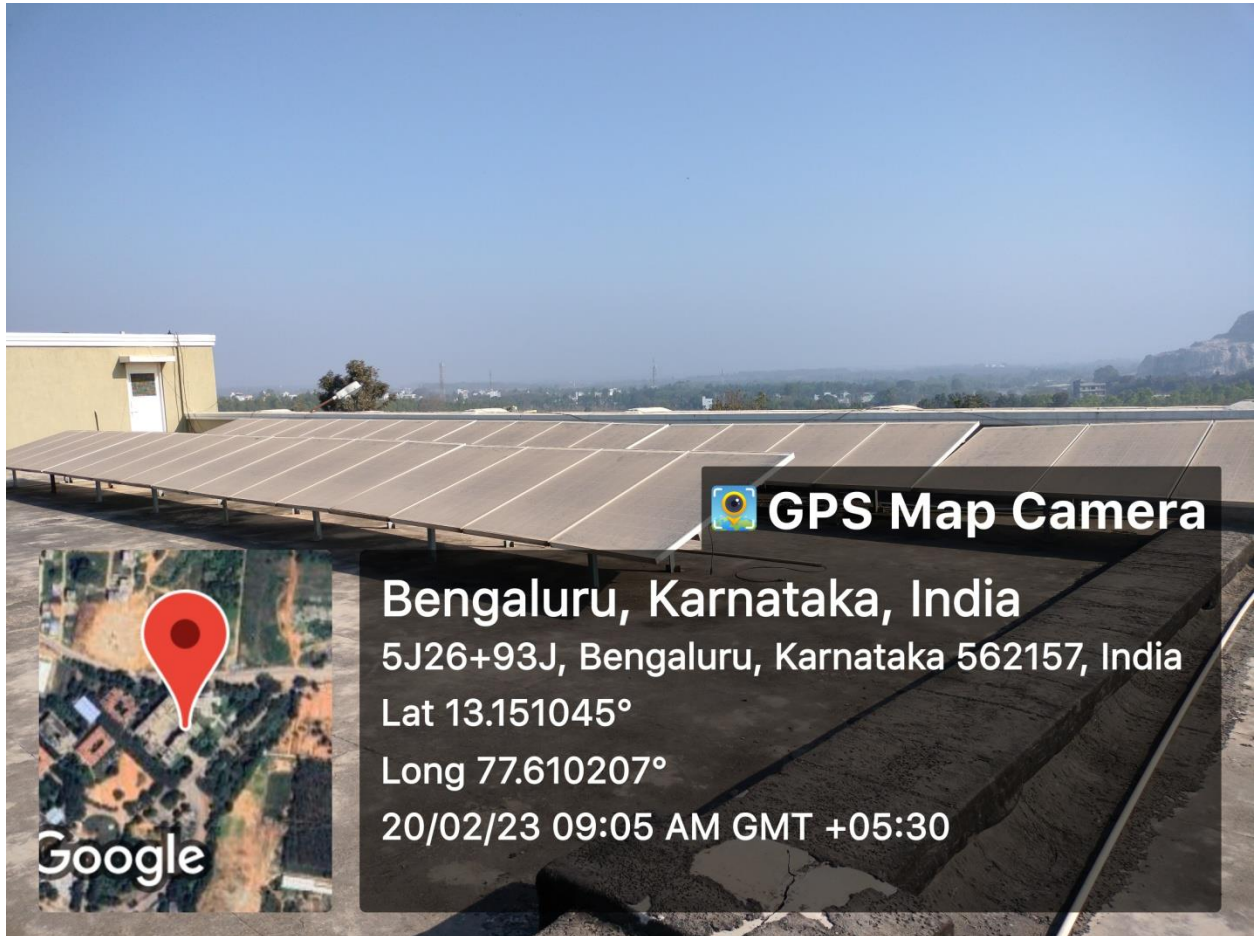 GPS Map Camera
Bengaluru, Karnataka, India
5J26+93J, Bengaluru, Karnataka 562157, India
Lat 13.151045°
Long 77.610207°
20/02/23 09:05 AM GMT +05:30
Google